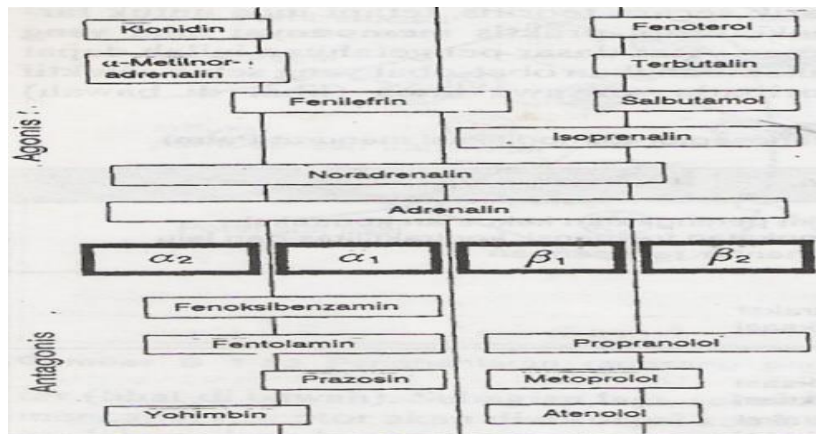 Klonidin
Fenoterol
α-Metilnor-
adrenalin
Terbutalin
Fenilefrin
Salbutamol
Agonis :
Isoprenalin
Noradrenalin
Adrenalin
α2 α1 β1 β2
Fenoksibenzamin
Fentolamin
Propranolol
Antagonis
Prazosin
Metoprolol
Yohimbin
Atenolol